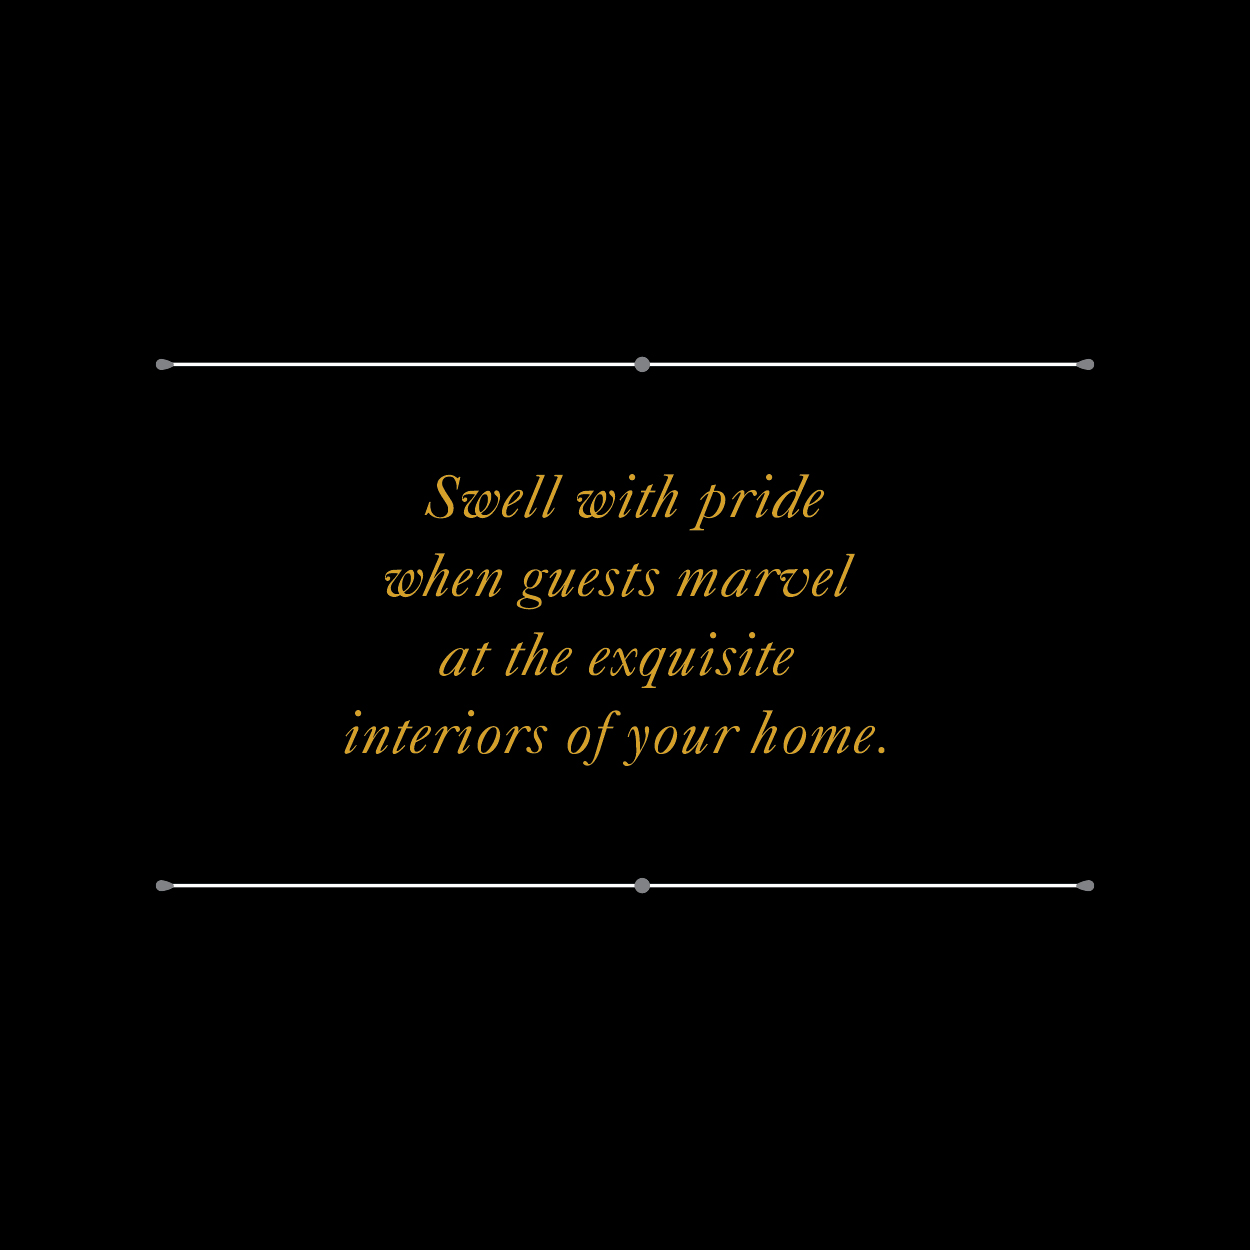 Swell with pride
when guests marvel
at the exquisite
interiors of your home.